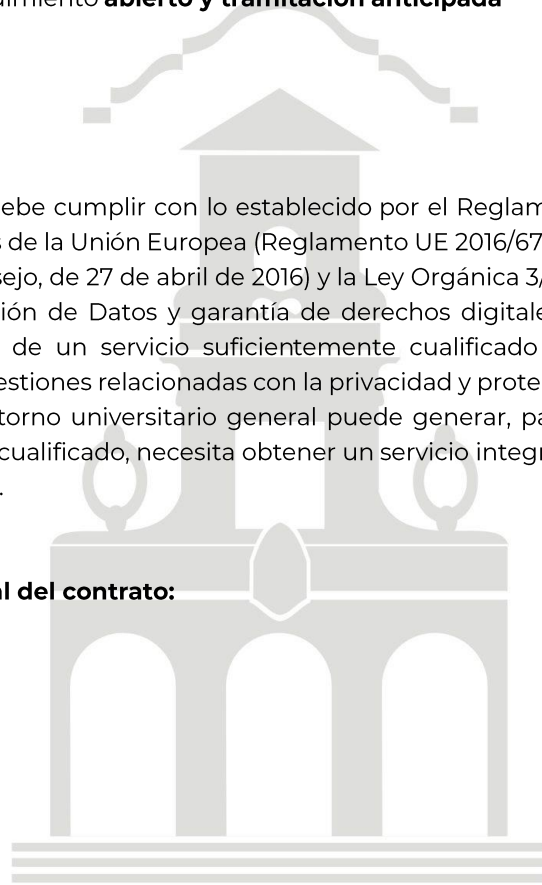 dimiento abierto y tramitación anticipada
ebe cumplir con lo establecido por el Reglam
s de la Unión Europea (Reglamento UE 2016/67
sejo, de 27 de abril de 2016) y la Ley Orgánica 3/
ión de Datos y garantía de derechos digitale
de un servicio suficientemente cualificado
estiones relacionadas con la privacidad y prote
torno universitario general puede generar, pa
cualificado, necesita obtener un servicio integr
.
al del contrato: